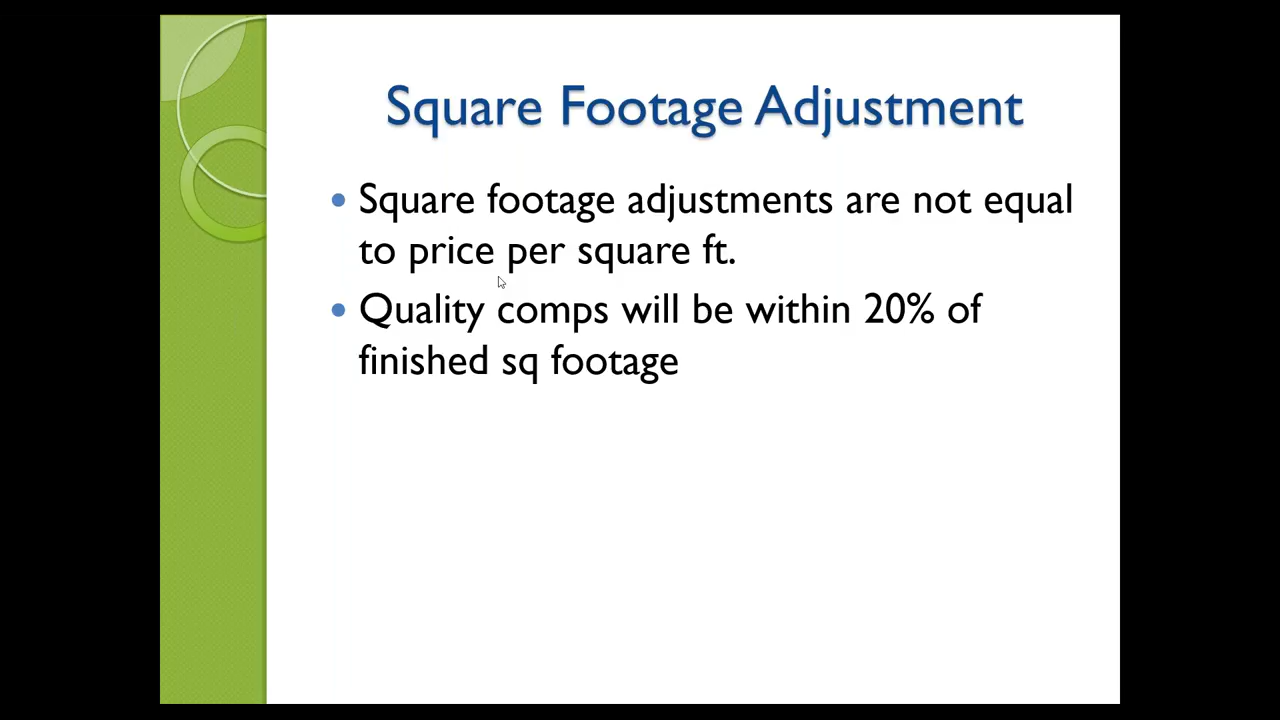 Square Footage Adjustment
• Square footage adjustments are not equal
to price per square ft.
• Quality comps will be within 20% of
finished sq footage